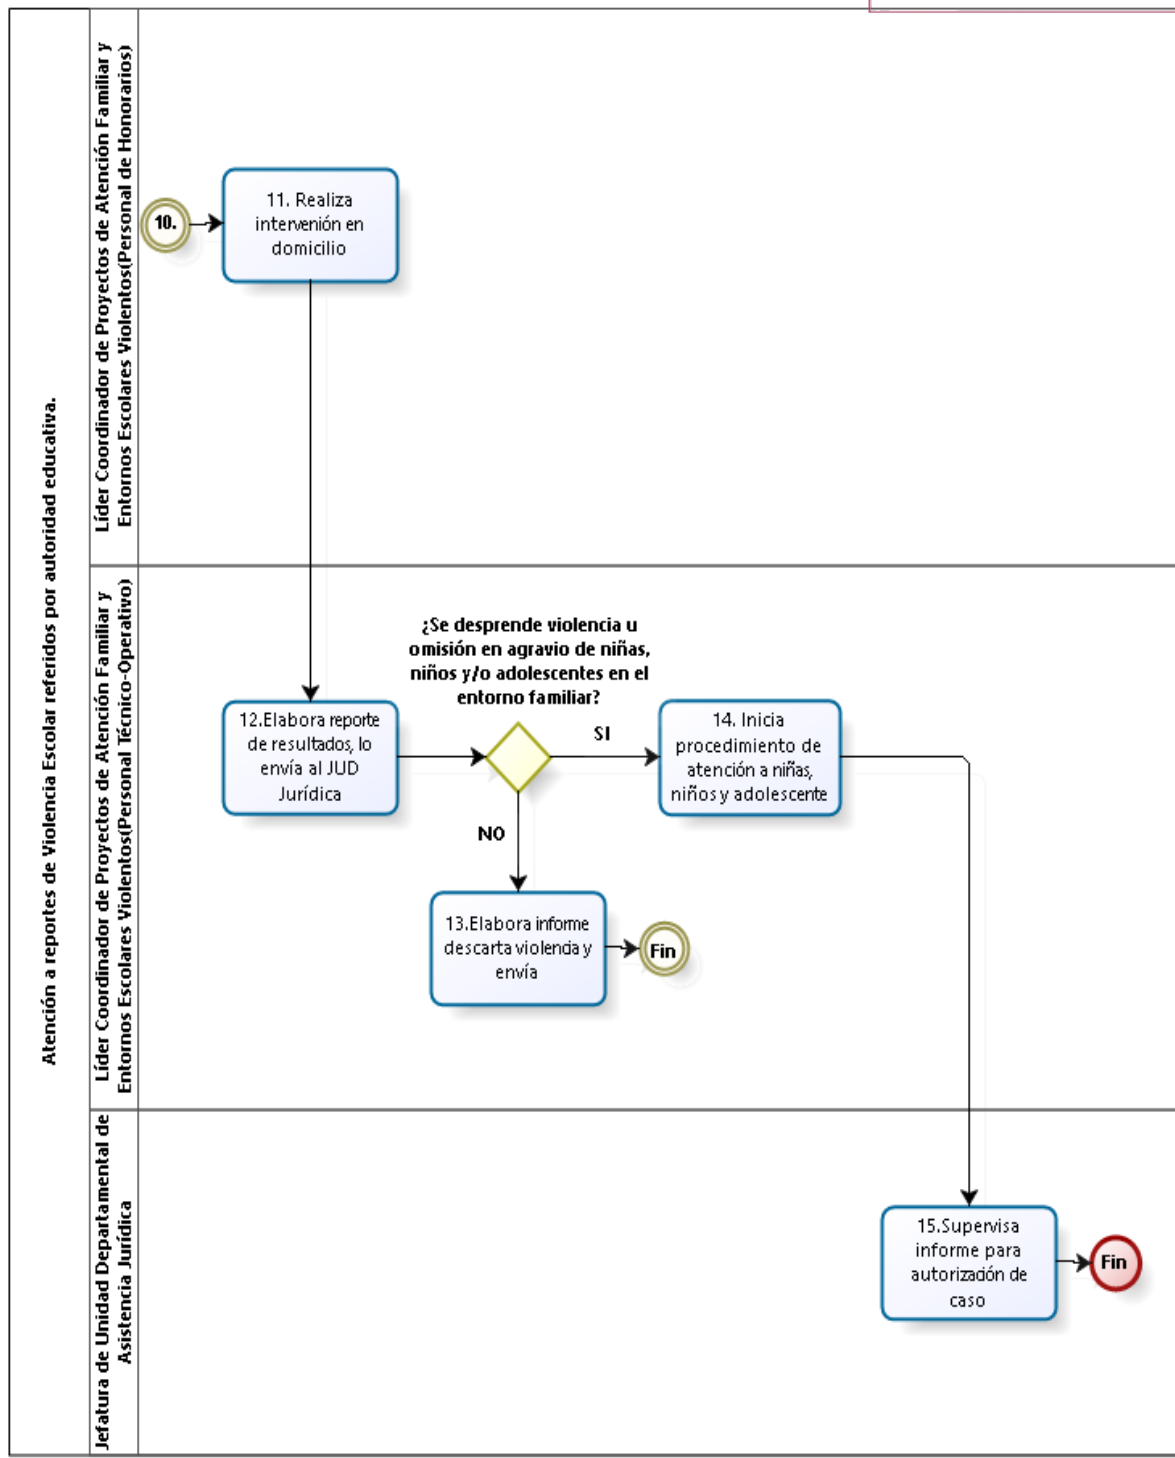 Atención a reportes de Violencia Escolar referidos por autoridad educativa.
Líder Coordinador de Proyectos de Atención Familiar y
Entornos Escolares Violentos(Personal de Honorarios)
10.
11. Realiza
intervenión en
domicilio
Líder Coordinador de Proyectos de Atención Familiar y
Entornos Escolares Violentos(Personal Técnico-Operativo)
¿Se desprende violencia u
omisión en agravio de niñas,
niños y/o adolescentes en el
entorno familiar?
12.Elabora reporte
de resultados, lo
envía al JUD
Jurídica
SI
14. Inicia
procedimiento de
atención a niñas,
niños y adolescente
NO
13.Elabora informe
descarta violencia y
envía
Fin
Jefatura de Unidad Departamental de
Asistencia Jurídica
15.Supervisa
informe para
autorización de
caso
Fin